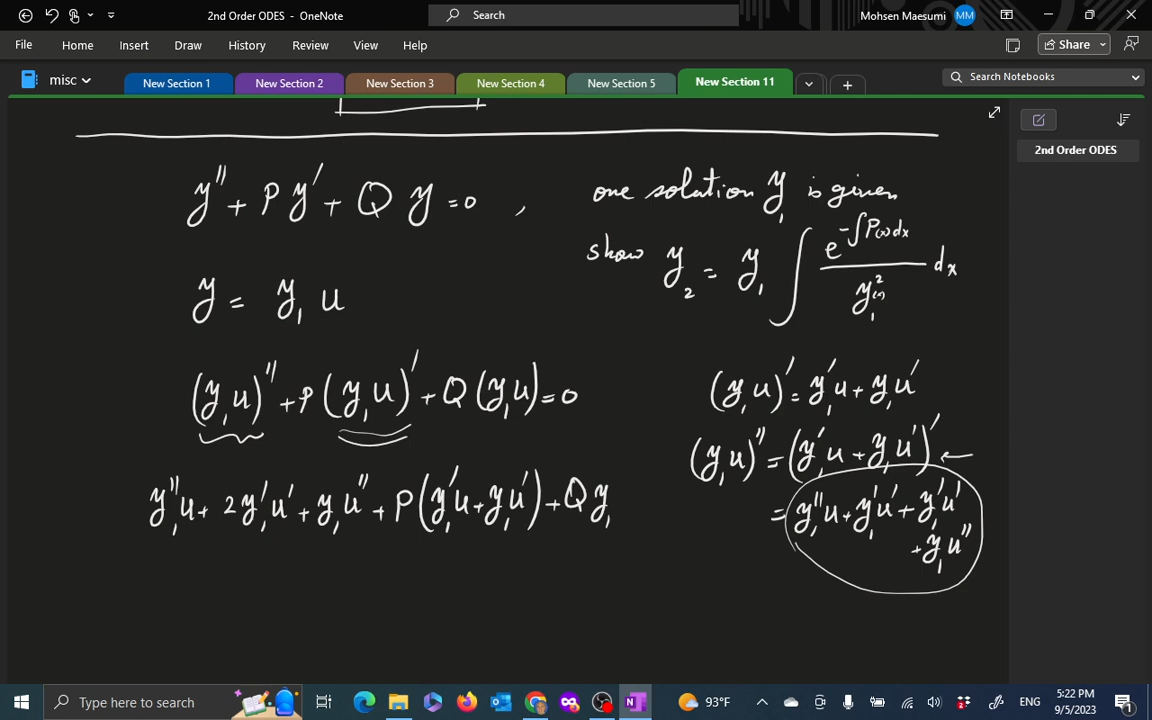 2nd Order ODES - OneNote
Search
Mohsen Maesumi MM
File Home Insert Draw History Review View Help
Share
misc
New Section 1 New Section 2 New Section 3 New Section 4 New Section 5 New Section 11
Search Notebooks
2nd Order ODES
y'' + P y' + Q y = 0 , one solution y₁ is given
show y₂ = y₁ ∫ e^(-∫P(x)dx) / y₁²(x) dx
y = y₁ u
(y₁u)'' + P (y₁u)' + Q (y₁u) = 0
(y₁u)' = y₁'u + y₁u'
(y₁u)'' = (y₁'u + y₁u')' ←
y₁''u + 2y₁'u' + y₁u'' + P(y₁'u + y₁u') + Q y₁
= y₁''u + y₁'u' + y₁'u'
+ y₁u''
Type here to search
93°F
ENG
5:22 PM
9/5/2023
1